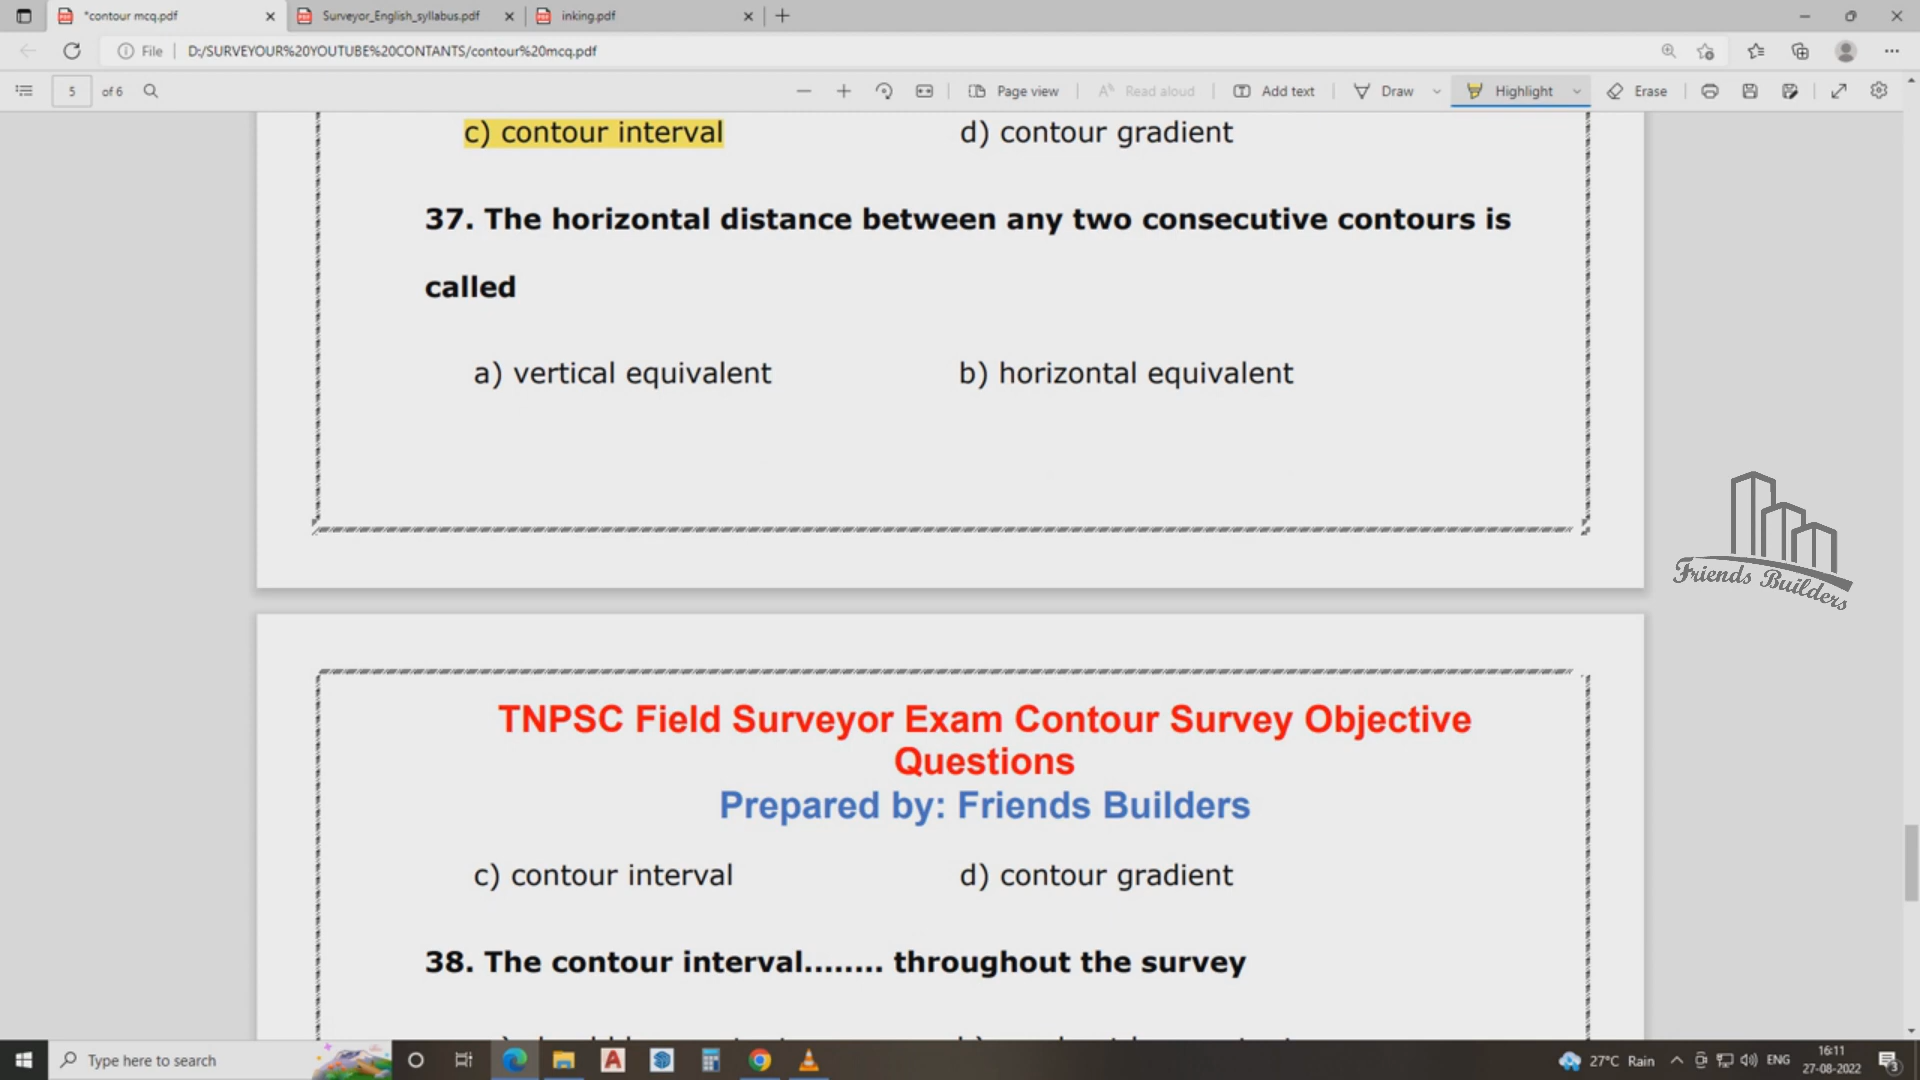 *contour mcq.pdf
Surveyor_English_syllabus.pdf
inking.pdf
File
D:/SURVEYOUR%20YOUTUBE%20CONTANTS/contour%20mcq.pdf
5 of 6
Page view
Read aloud
Add text
Draw
Highlight
Erase
c) contour interval d) contour gradient
37. The horizontal distance between any two consecutive contours is
called
a) vertical equivalent b) horizontal equivalent
Friends Builders
TNPSC Field Surveyor Exam Contour Survey Objective
Questions
Prepared by: Friends Builders
c) contour interval d) contour gradient
38. The contour interval........ throughout the survey
Type here to search
27°C Rain
ENG
16:11
27-08-2022
3